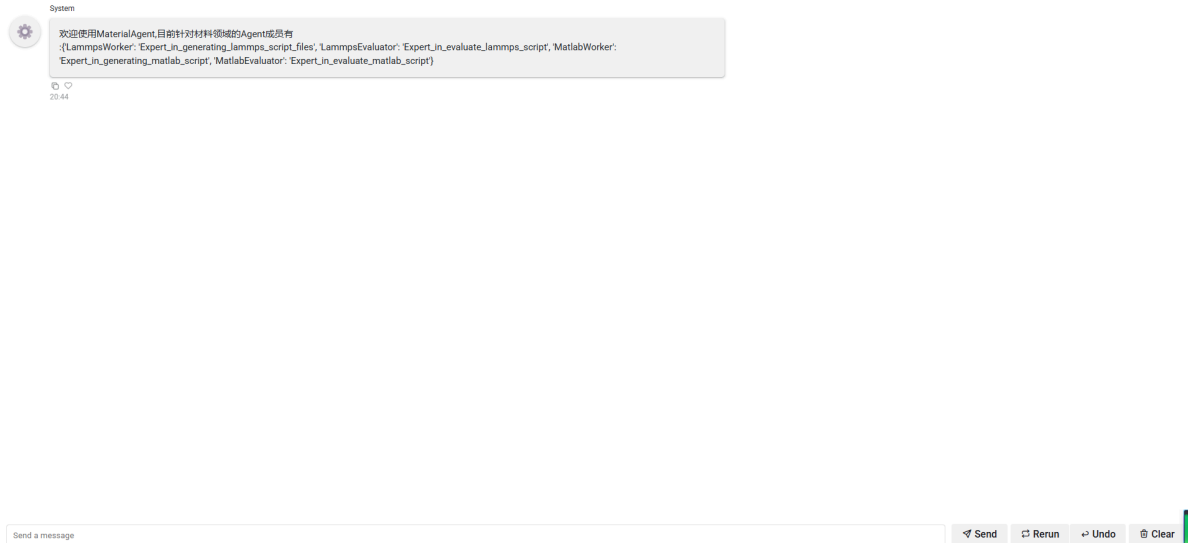 System
欢迎使用MaterialAgent,目前针对材料领域的Agent成员有
:{'LammpsWorker': 'Expert_in_generating_lammps_script_files', 'LammpsEvaluator': 'Expert_in_evaluate_lammps_script', 'MatlabWorker':
'Expert_in_generating_matlab_script', 'MatlabEvaluator': 'Expert_in_evaluate_matlab_script'}
20:44
Send a message
Send
Rerun
Undo
Clear